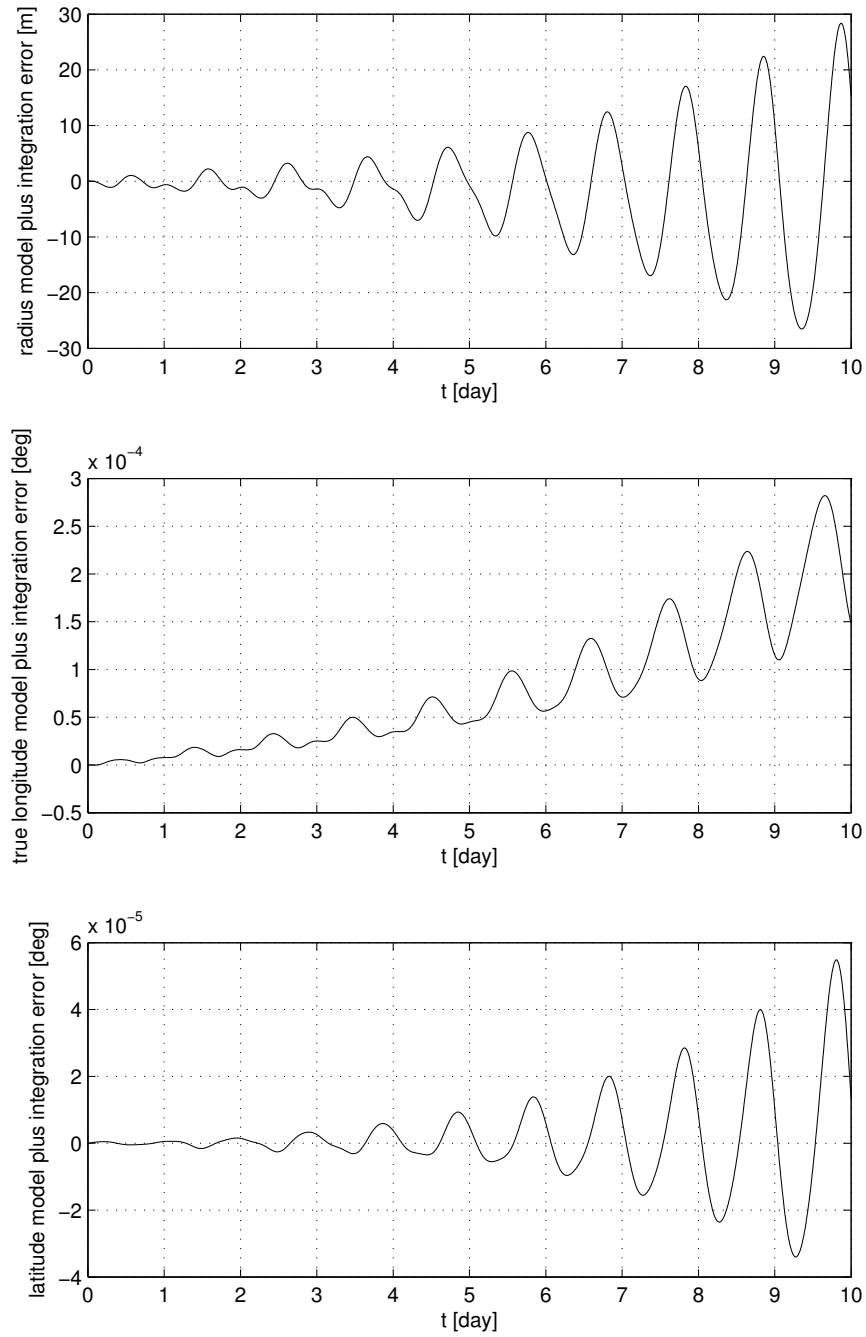 radius model plus integration error [m]
30
20
10
0
−10
−20
−30
0 1 2 3 4 5 6 7 8 9 10
t [day]
true longitude model plus integration error [deg]
x 10−4
3
2.5
2
1.5
1
0.5
0
−0.5
0 1 2 3 4 5 6 7 8 9 10
t [day]
latitude model plus integration error [deg]
x 10−5
6
4
2
0
−2
−4
0 1 2 3 4 5 6 7 8 9 10
t [day]